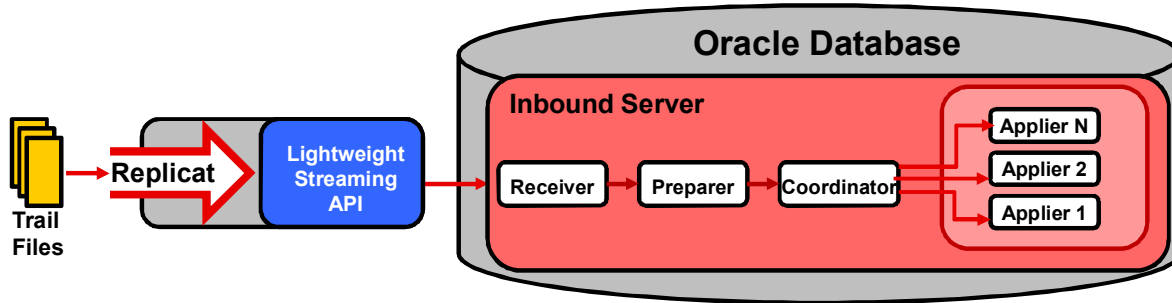 Oracle Database
Inbound Server
Trail
Files
Replicat
Lightweight
Streaming
API
Receiver
Preparer
Coordinator
Applier N
Applier 2
Applier 1